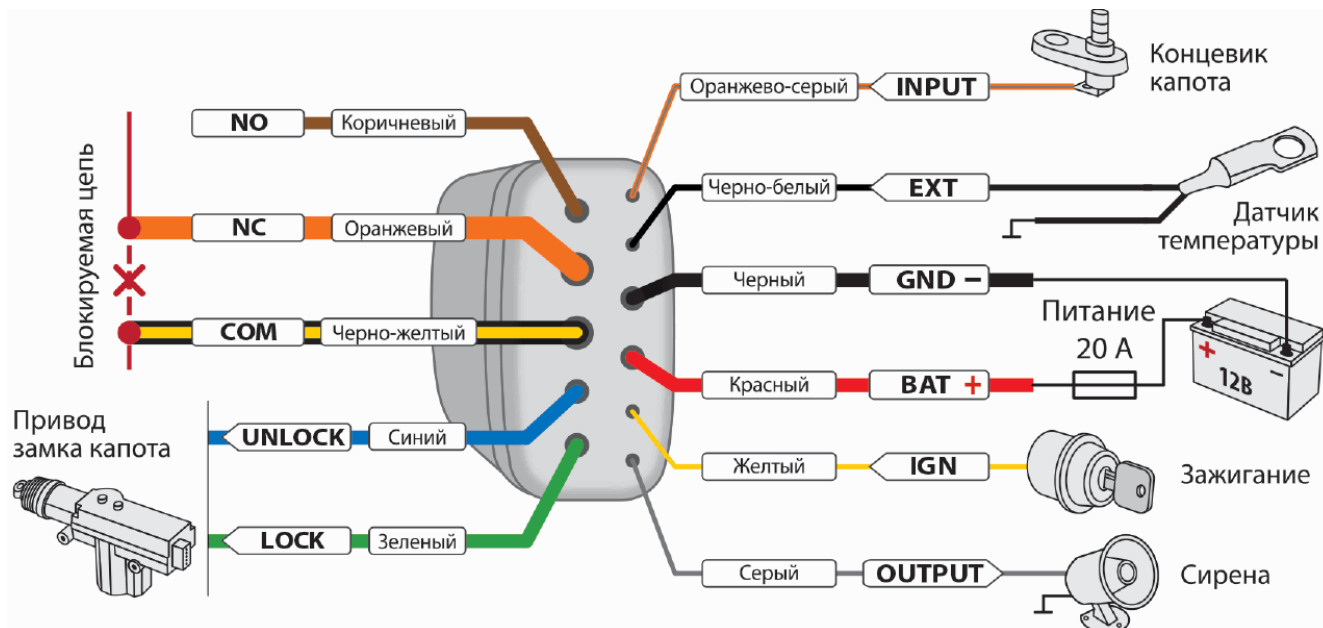 Блокируемая цепь
NO
Коричневый
NC
Оранжевый
COM
Черно-желтый
Привод
замка капота
UNLOCK
Синий
LOCK
Зеленый
Оранжево-серый
INPUT
Концевик
капота
Черно-белый
EXT
Датчик
температуры
Черный
GND –
Питание
20 А
Красный
BAT +
+ –
12В
Желтый
IGN
Зажигание
Серый
OUTPUT
Сирена